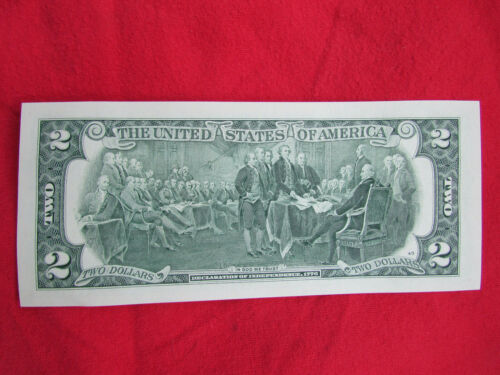 2 THE UNITED STATES OF AMERICA 2
TWO TWO
IN GOD WE TRUST
2 TWO DOLLARS DECLARATION OF INDEPENDENCE, 1776 TWO DOLLARS 2